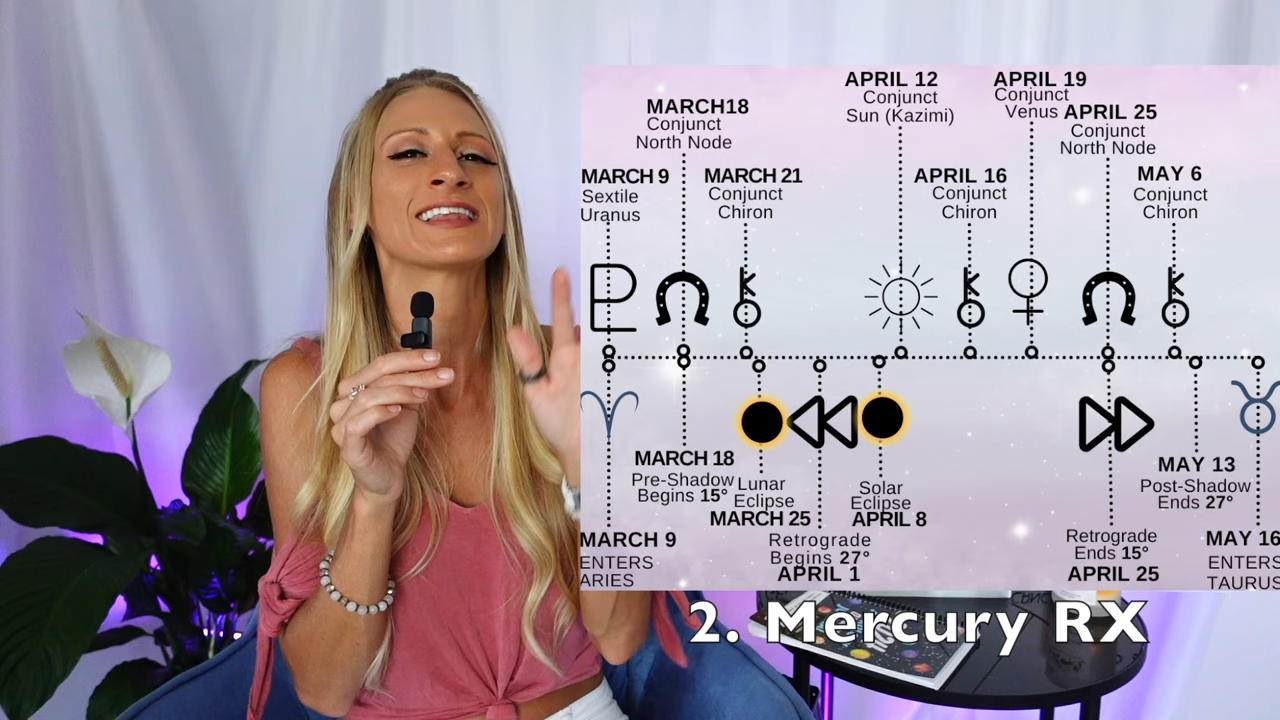 MARCH 9
Sextile
Uranus
MARCH18
Conjunct
North Node
MARCH 21
Conjunct
Chiron
APRIL 12
Conjunct
Sun (Kazimi)
APRIL 16
Conjunct
Chiron
APRIL 19
Conjunct
Venus
APRIL 25
Conjunct
North Node
MAY 6
Conjunct
Chiron
MARCH 9
ENTERS
ARIES
MARCH 18
Pre-Shadow
Begins 15°
Lunar
Eclipse
MARCH 25
Retrograde
Begins 27°
APRIL 1
Solar
Eclipse
APRIL 8
Retrograde
Ends 15°
APRIL 25
MAY 13
Post-Shadow
Ends 27°
MAY 16
ENTERS
TAURUS
2. Mercury RX